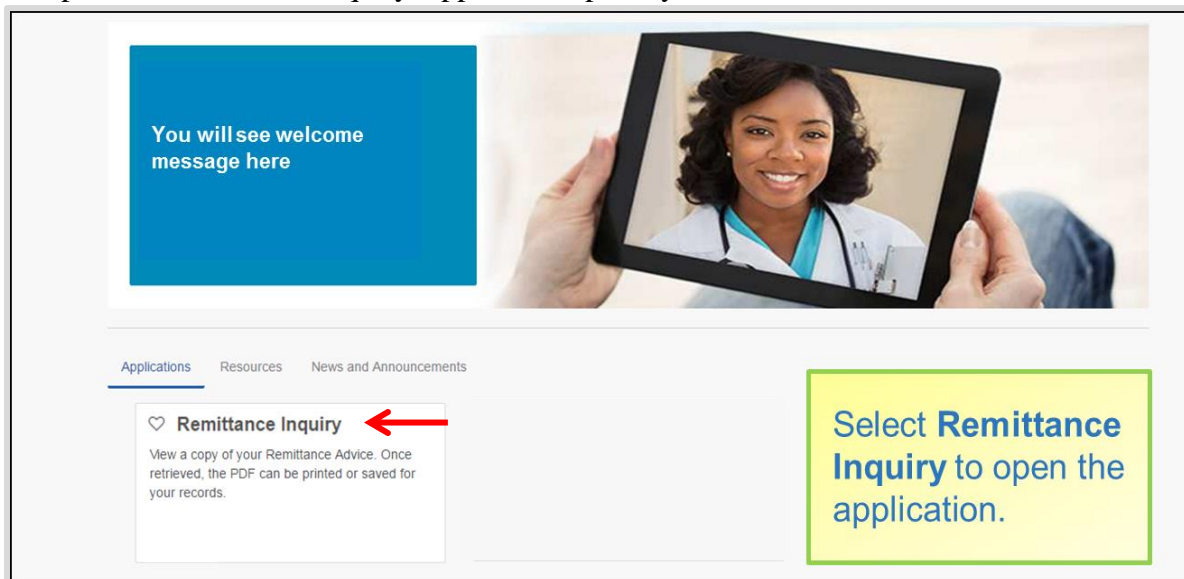 You will see welcome
message here
Applications Resources News and Announcements
Remittance Inquiry
View a copy of your Remittance Advice. Once
retrieved, the PDF can be printed or saved for
your records.
Select Remittance
Inquiry to open the
application.